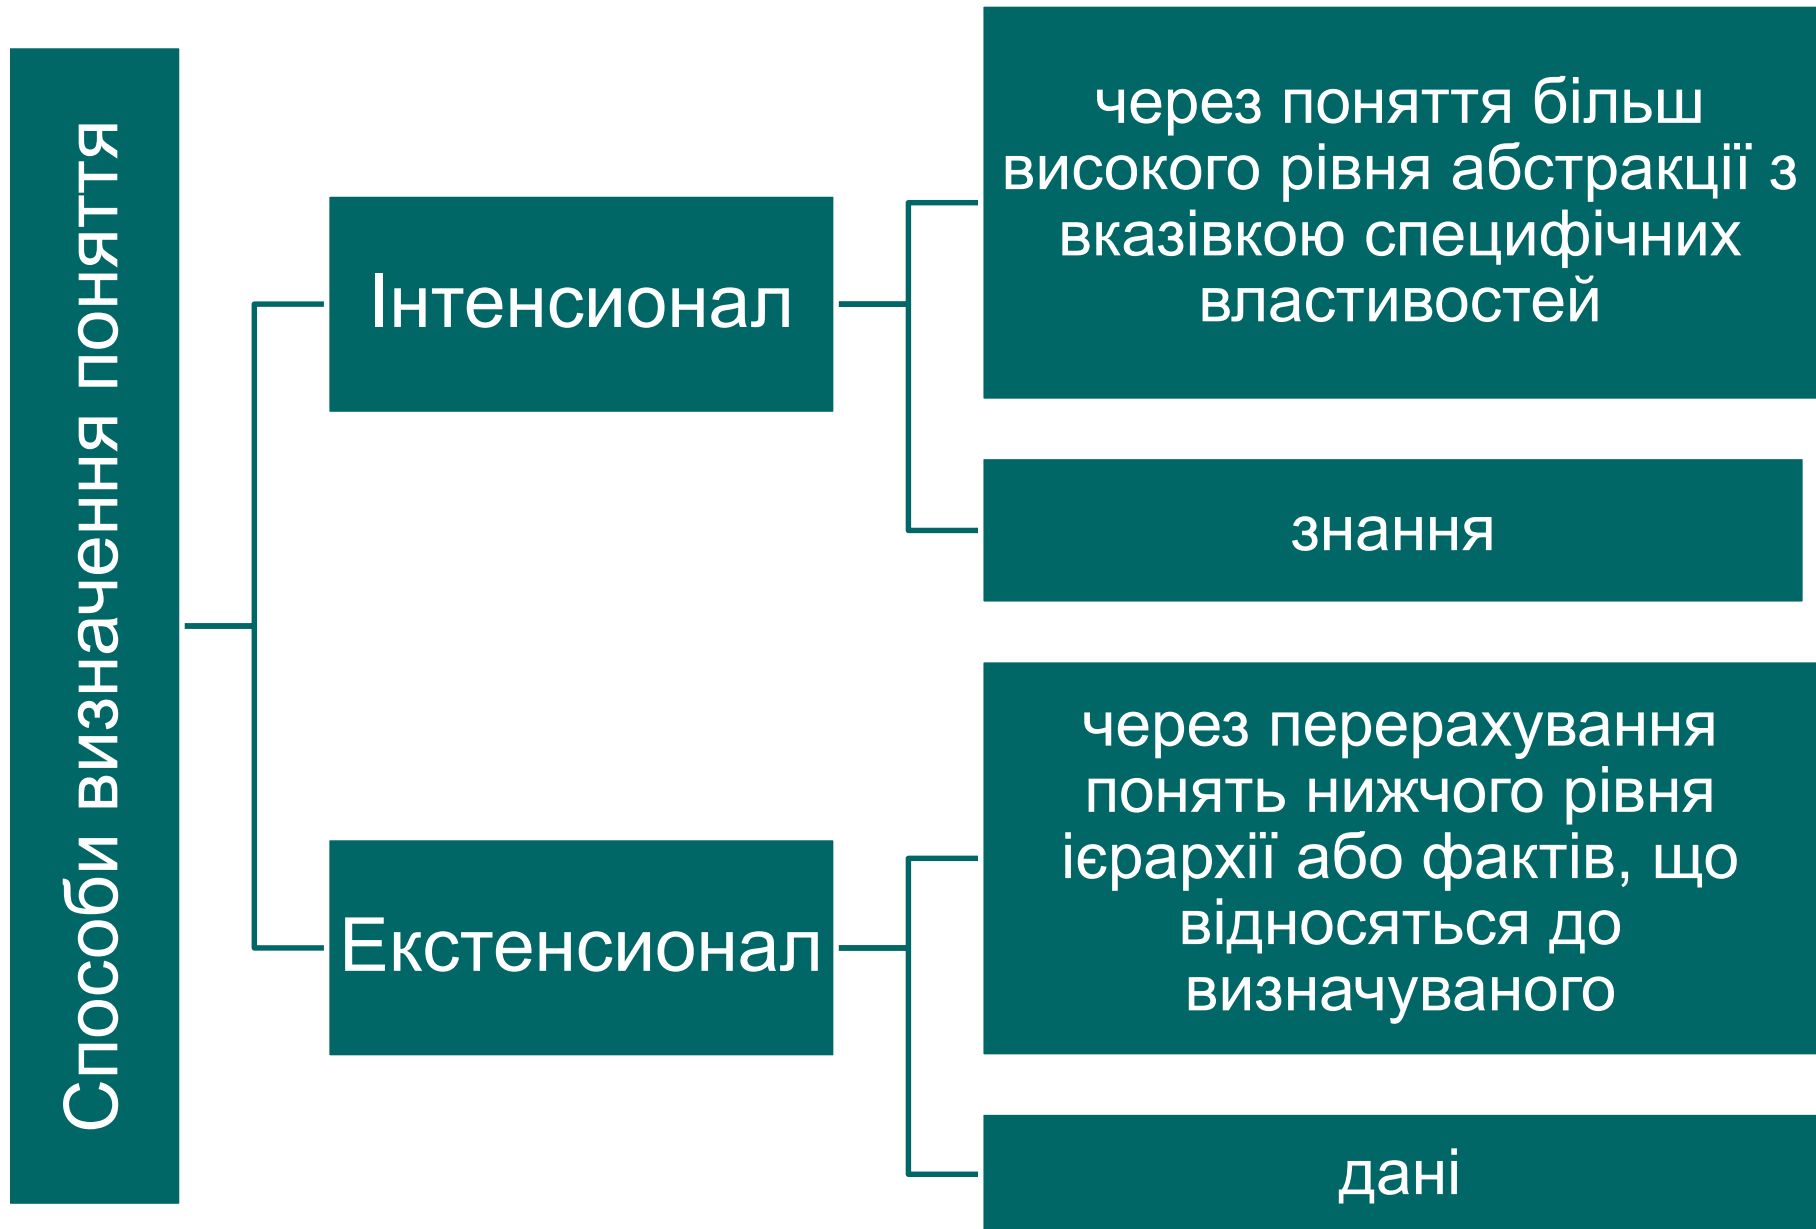 Способи визначення поняття
Інтенсионал
через поняття більш
високого рівня абстракції з
вказівкою специфічних
властивостей
знання
Екстенсионал
через перерахування
понять нижчого рівня
ієрархії або фактів, що
відносяться до
визначуваного
дані